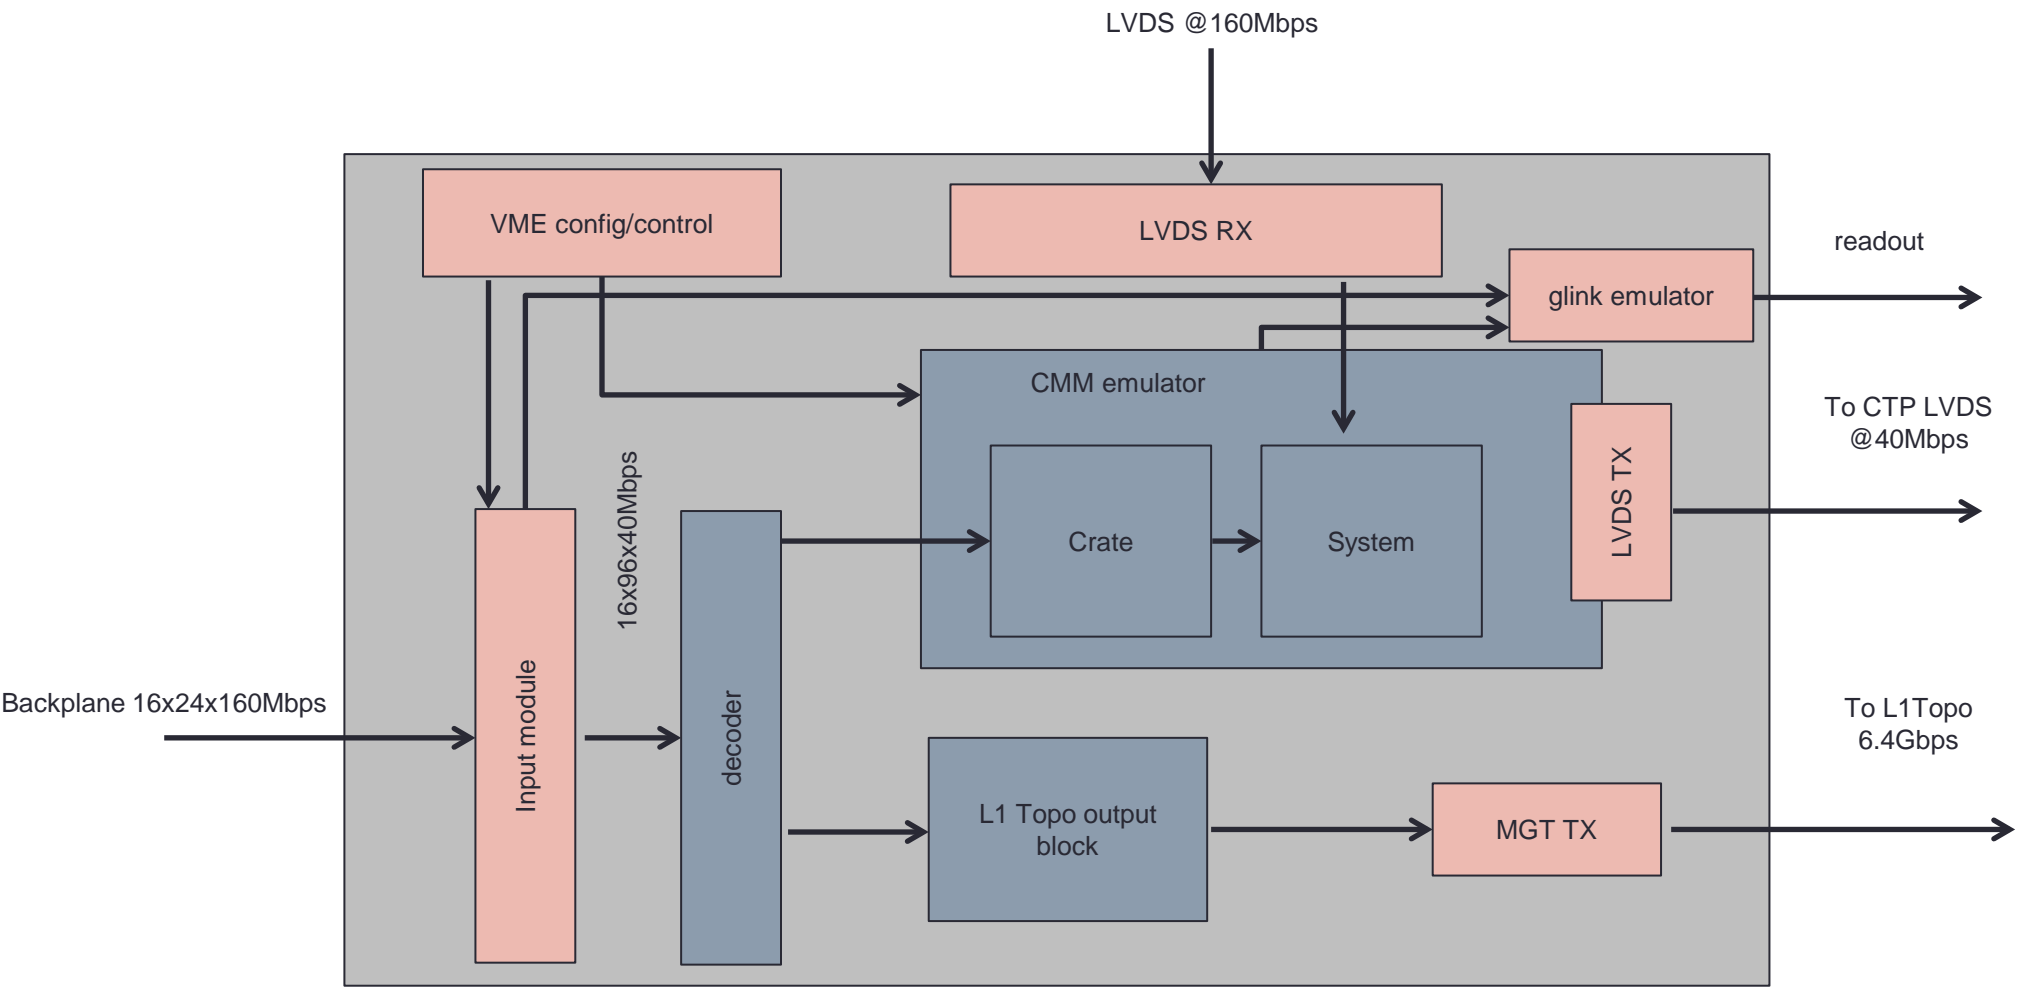 LVDS @160Mbps
VME config/control
LVDS RX
readout
glink emulator
CMM emulator
To CTP LVDS
@40Mbps
16x96x40Mbps
LVDS TX
Crate
System
Backplane 16x24x160Mbps
Input module
decoder
To L1Topo
6.4Gbps
L1 Topo output
block
MGT TX